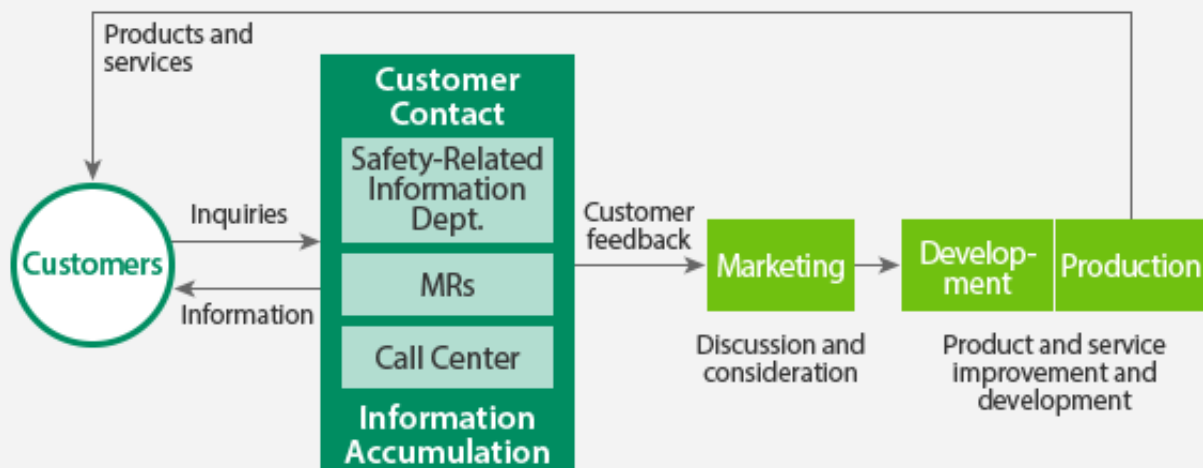 Products and
services
Customer
Contact
Safety-Related
Information
Dept.
MRs
Call Center
Information
Accumulation
Customers
Inquiries
Information
Customer
feedback
Marketing
Discussion and
consideration
Develop-
ment
Production
Product and service
improvement and
development